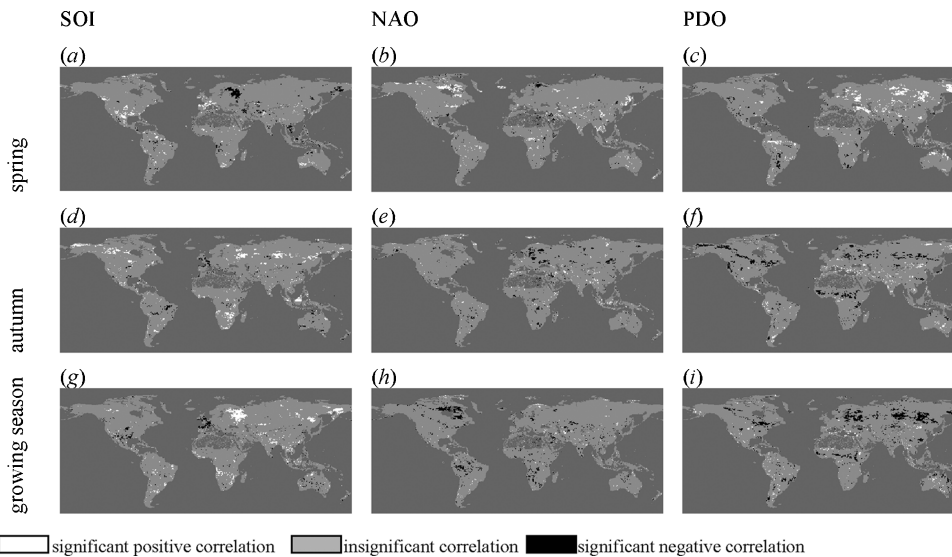 SOI NAO PDO
(a) (b) (c)
spring
(d) (e) (f)
autumn
(g) (h) (i)
growing season
significant positive correlation insignificant correlation significant negative correlation